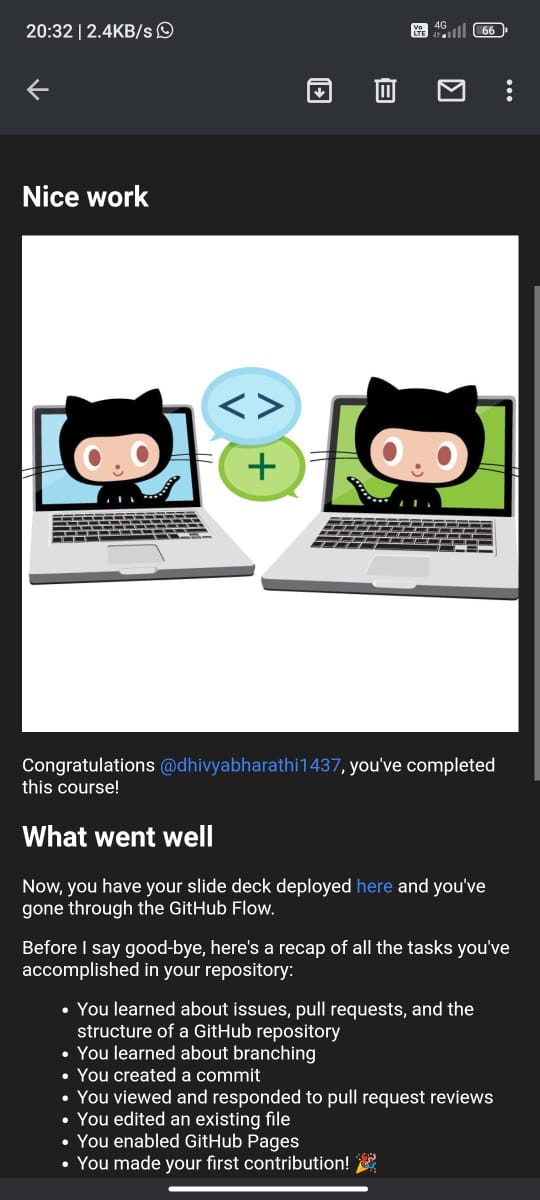 20:32 | 2.4KB/s
Vo LTE 4G 66
Nice work
< >
+
Congratulations @dhivyabharathi1437, you've completed
this course!
What went well
Now, you have your slide deck deployed here and you've
gone through the GitHub Flow.
Before I say good-bye, here's a recap of all the tasks you've
accomplished in your repository:
• You learned about issues, pull requests, and the
structure of a GitHub repository
• You learned about branching
• You created a commit
• You viewed and responded to pull request reviews
• You edited an existing file
• You enabled GitHub Pages
• You made your first contribution! 🎉